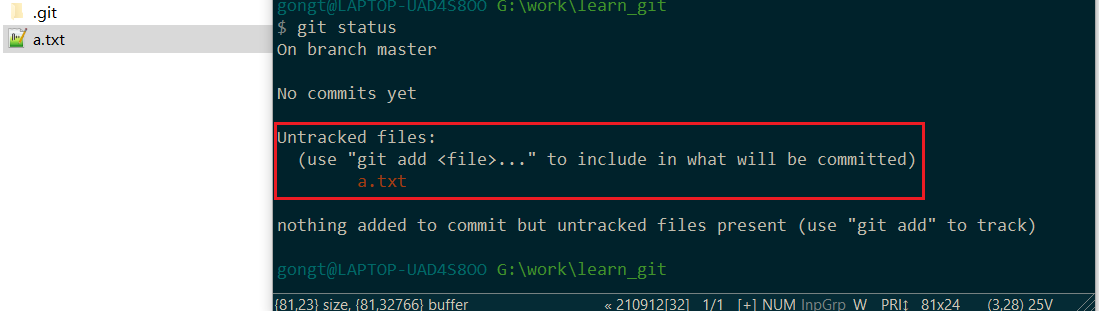 .git
a.txt
gongt@LAPTOP-UAD4S8OO G:\work\learn_git
$ git status
On branch master
No commits yet
Untracked files:
(use "git add <file>..." to include in what will be committed)
a.txt
nothing added to commit but untracked files present (use "git add" to track)
gongt@LAPTOP-UAD4S8OO G:\work\learn_git
{81,23} size, {81,32766} buffer « 210912[32] 1/1 [+] NUM InpGrp W PRI↕ 81x24 (3,28) 25V